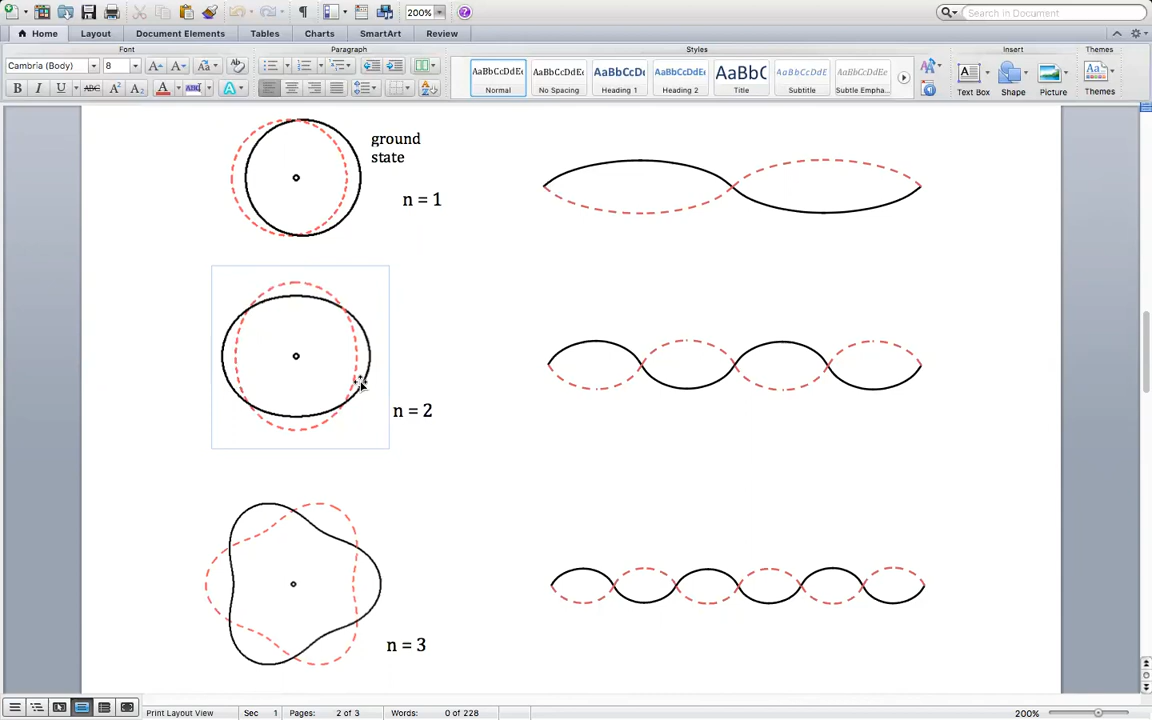 200%
Search in Document
Home
Layout
Document Elements
Tables
Charts
SmartArt
Review
Font
Paragraph
Styles
Insert
Themes
Cambria (Body)
8
AaBbCcDdEe
Normal
AaBbCcDdEe
No Spacing
AaBbCcDc
Heading 1
AaBbCcDdEe
Heading 2
AaBbC
Title
AaBbCcDdE
Subtitle
AaBbCcDdEe
Subtle Empha...
Text Box
Shape
Picture
Themes
ground
state
n = 1
n = 2
n = 3
Print Layout View
Sec 1
Pages: 2 of 3
Words: 0 of 228
200%